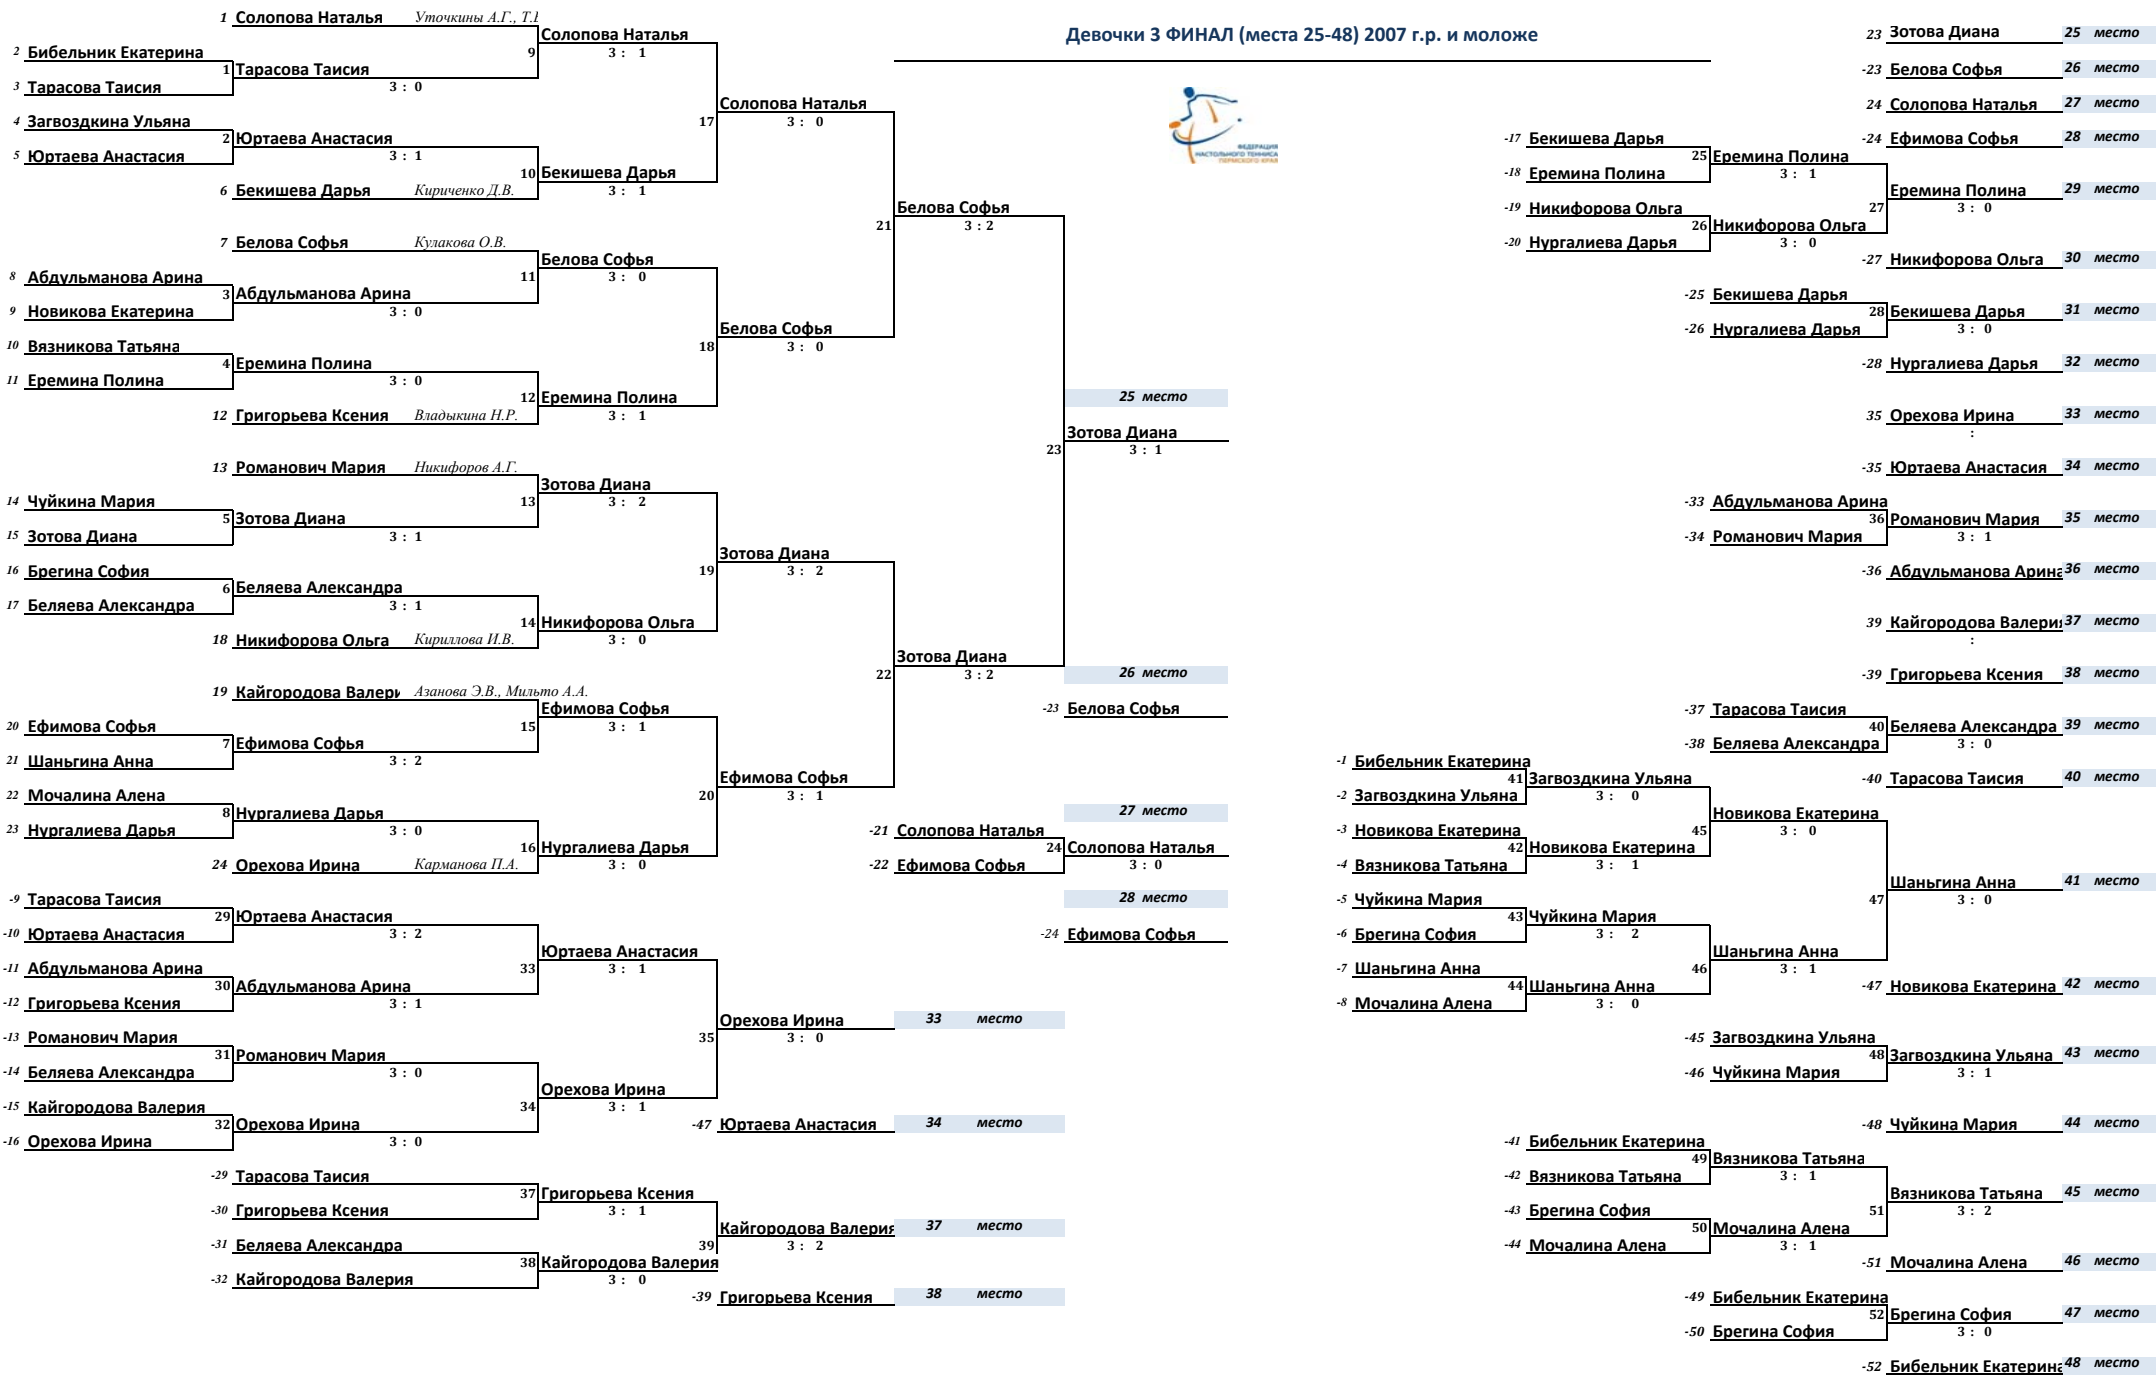 Девочки 3 ФИНАЛ (места 25-48) 2007 г.р. и моложе
ФЕДЕРАЦИЯ
НАСТОЛЬНОГО ТЕННИСА
ПЕРМСКОГО КРАЯ
1 Солопова Наталья Уточкины А.Г., Т.
2 Бибельник Екатерина
3 Тарасова Таисия
1 Тарасова Таисия
3 : 0
9 Солопова Наталья
3 : 1
4 Загвоздкина Ульяна
5 Юртаева Анастасия
2 Юртаева Анастасия
3 : 1
6 Бекишева Дарья Кириченко Д.В.
10 Бекишева Дарья
3 : 1
17 Солопова Наталья
3 : 0
7 Белова Софья Кулакова О.В.
8 Абдульманова Арина
9 Новикова Екатерина
3 Абдульманова Арина
3 : 0
11 Белова Софья
3 : 0
10 Вязникова Татьяна
11 Еремина Полина
4 Еремина Полина
3 : 0
12 Григорьева Ксения Владыкина Н.Р.
12 Еремина Полина
3 : 1
18 Белова Софья
3 : 0
21 Белова Софья
3 : 2
13 Романович Мария Никифоров А.Г.
14 Чуйкина Мария
15 Зотова Диана
5 Зотова Диана
3 : 1
13 Зотова Диана
3 : 2
16 Брегина София
17 Беляева Александра
6 Беляева Александра
3 : 1
18 Никифорова Ольга Кириллова И.В.
14 Никифорова Ольга
3 : 0
19 Зотова Диана
3 : 2
19 Кайгородова Валери Азанова Э.В., Мильто А.А.
20 Ефимова Софья
21 Шаньгина Анна
7 Ефимова Софья
3 : 2
15 Ефимова Софья
3 : 1
22 Мочалина Алена
23 Нургалиева Дарья
8 Нургалиева Дарья
3 : 0
24 Орехова Ирина Карманова П.А.
16 Нургалиева Дарья
3 : 0
20 Ефимова Софья
3 : 1
22 Зотова Диана
3 : 2
25 место
23 Зотова Диана
3 : 1
26 место
-23 Белова Софья
27 место
-21 Солопова Наталья
-22 Ефимова Софья
24 Солопова Наталья
3 : 0
28 место
-24 Ефимова Софья
-9 Тарасова Таисия
-10 Юртаева Анастасия
29 Юртаева Анастасия
3 : 2
-11 Абдульманова Арина
-12 Григорьева Ксения
30 Абдульманова Арина
3 : 1
33 Юртаева Анастасия
3 : 1
-13 Романович Мария
-14 Беляева Александра
31 Романович Мария
3 : 0
-15 Кайгородова Валерия
-16 Орехова Ирина
32 Орехова Ирина
3 : 0
34 Орехова Ирина
3 : 1
35 Орехова Ирина 33 место
3 : 0
-47 Юртаева Анастасия 34 место
-29 Тарасова Таисия
-30 Григорьева Ксения
37 Григорьева Ксения
3 : 1
-31 Беляева Александра
-32 Кайгородова Валерия
38 Кайгородова Валерия
3 : 0
39 Кайгородова Валерия 37 место
3 : 2
-39 Григорьева Ксения 38 место
23 Зотова Диана 25 место
-23 Белова Софья 26 место
24 Солопова Наталья 27 место
-24 Ефимова Софья 28 место
-17 Бекишева Дарья
-18 Еремина Полина
25 Еремина Полина
3 : 1
-19 Никифорова Ольга
-20 Нургалиева Дарья
26 Никифорова Ольга
3 : 0
27 Еремина Полина 29 место
3 : 0
-27 Никифорова Ольга 30 место
-25 Бекишева Дарья
-26 Нургалиева Дарья
28 Бекишева Дарья 31 место
3 : 0
-28 Нургалиева Дарья 32 место
35 Орехова Ирина 33 место
:
-35 Юртаева Анастасия 34 место
-33 Абдульманова Арина
-34 Романович Мария
36 Романович Мария 35 место
3 : 1
-36 Абдульманова Арина 36 место
39 Кайгородова Валерия 37 место
:
-39 Григорьева Ксения 38 место
-37 Тарасова Таисия
-38 Беляева Александра
40 Беляева Александра 39 место
3 : 0
-40 Тарасова Таисия 40 место
-1 Бибельник Екатерина
-2 Загвоздкина Ульяна
41 Загвоздкина Ульяна
3 : 0
-3 Новикова Екатерина
-4 Вязникова Татьяна
42 Новикова Екатерина
3 : 1
45 Новикова Екатерина
3 : 0
-5 Чуйкина Мария
-6 Брегина София
43 Чуйкина Мария
3 : 2
-7 Шаньгина Анна
-8 Мочалина Алена
44 Шаньгина Анна
3 : 0
46 Шаньгина Анна
3 : 1
47 Шаньгина Анна 41 место
3 : 0
-47 Новикова Екатерина 42 место
-45 Загвоздкина Ульяна
-46 Чуйкина Мария
48 Загвоздкина Ульяна 43 место
3 : 1
-48 Чуйкина Мария 44 место
-41 Бибельник Екатерина
-42 Вязникова Татьяна
49 Вязникова Татьяна
3 : 1
-43 Брегина София
-44 Мочалина Алена
50 Мочалина Алена
3 : 1
51 Вязникова Татьяна 45 место
3 : 2
-51 Мочалина Алена 46 место
-49 Бибельник Екатерина
-50 Брегина София
52 Брегина София 47 место
3 : 0
-52 Бибельник Екатерина 48 место